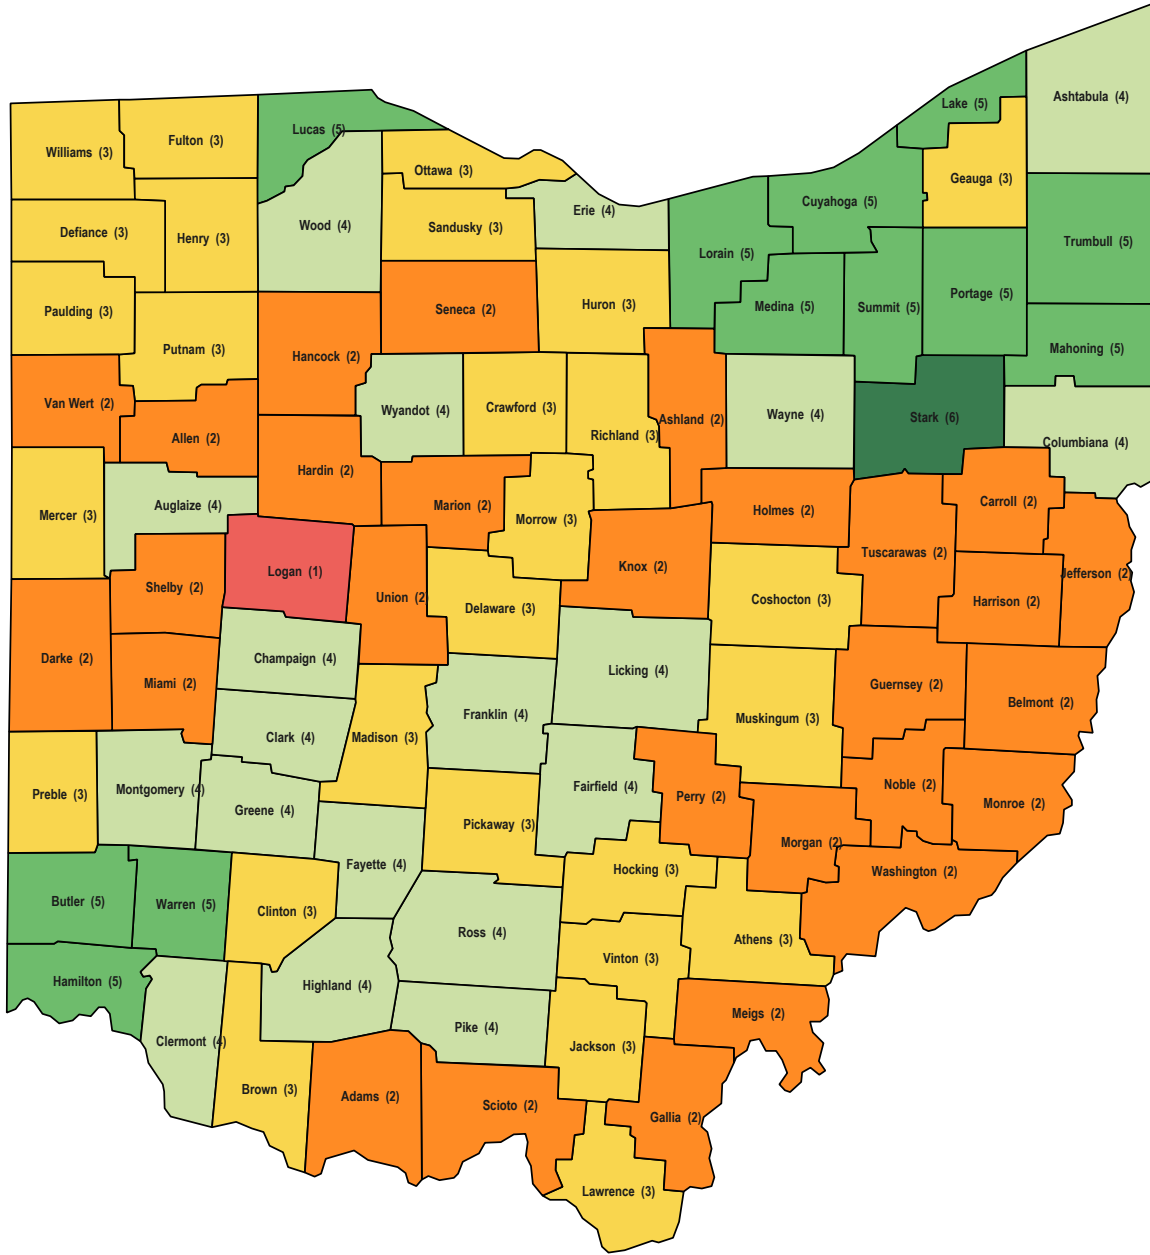 Ashtabula (4)
Lake (5)
Lucas (5)
Fulton (3)
Williams (3)
Ottawa (3)
Geauga (3)
Cuyahoga (5)
Erie (4)
Wood (4)
Sandusky (3)
Defiance (3)
Henry (3)
Trumbull (5)
Lorain (5)
Portage (5)
Huron (3)
Medina (5)
Summit (5)
Seneca (2)
Paulding (3)
Putnam (3)
Mahoning (5)
Hancock (2)
Van Wert (2)
Crawford (3)
Wyandot (4)
Wayne (4)
Stark (6)
Ashland (2)
Richland (3)
Allen (2)
Columbiana (4)
Hardin (2)
Carroll (2)
Auglaize (4)
Marion (2)
Holmes (2)
Mercer (3)
Morrow (3)
Tuscarawas (2)
Knox (2)
Logan (1)
Jefferson (2)
Shelby (2)
Union (2)
Coshocton (3)
Harrison (2)
Delaware (3)
Darke (2)
Champaign (4)
Licking (4)
Miami (2)
Guernsey (2)
Belmont (2)
Franklin (4)
Muskingum (3)
Clark (4)
Madison (3)
Noble (2)
Fairfield (4)
Montgomery (4)
Preble (3)
Perry (2)
Monroe (2)
Greene (4)
Pickaway (3)
Morgan (2)
Fayette (4)
Hocking (3)
Washington (2)
Butler (5)
Warren (5)
Clinton (3)
Ross (4)
Athens (3)
Vinton (3)
Hamilton (5)
Highland (4)
Meigs (2)
Pike (4)
Clermont (4)
Jackson (3)
Brown (3)
Adams (2)
Scioto (2)
Gallia (2)
Lawrence (3)